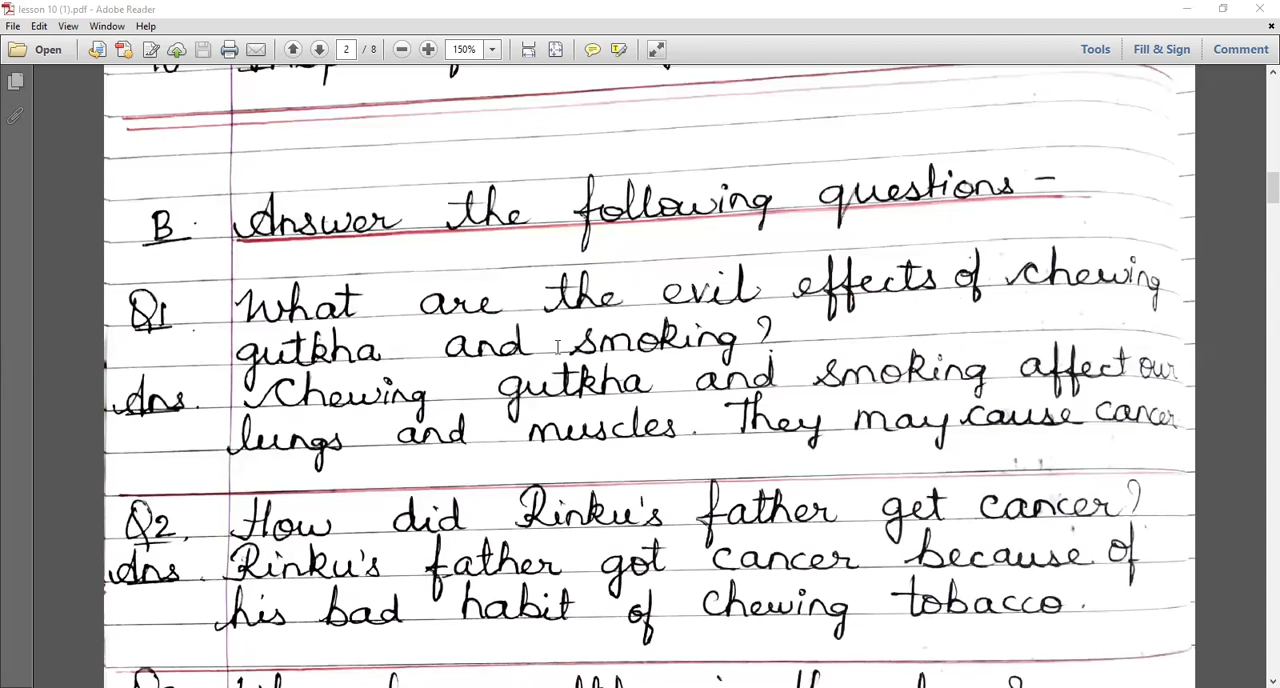 lesson 10 (1).pdf - Adobe Reader
File Edit View Window Help
Open 2 / 8 150% Tools Fill & Sign Comment
B. Answer the following questions -
Q1 What are the evil effects of chewing
gutkha and smoking?
Ans. Chewing gutkha and smoking affect our
lungs and muscles. They may cause cancer
Q2. How did Rinku's father get cancer?
Ans. Rinku's father got cancer because of
his bad habit of chewing tobacco.